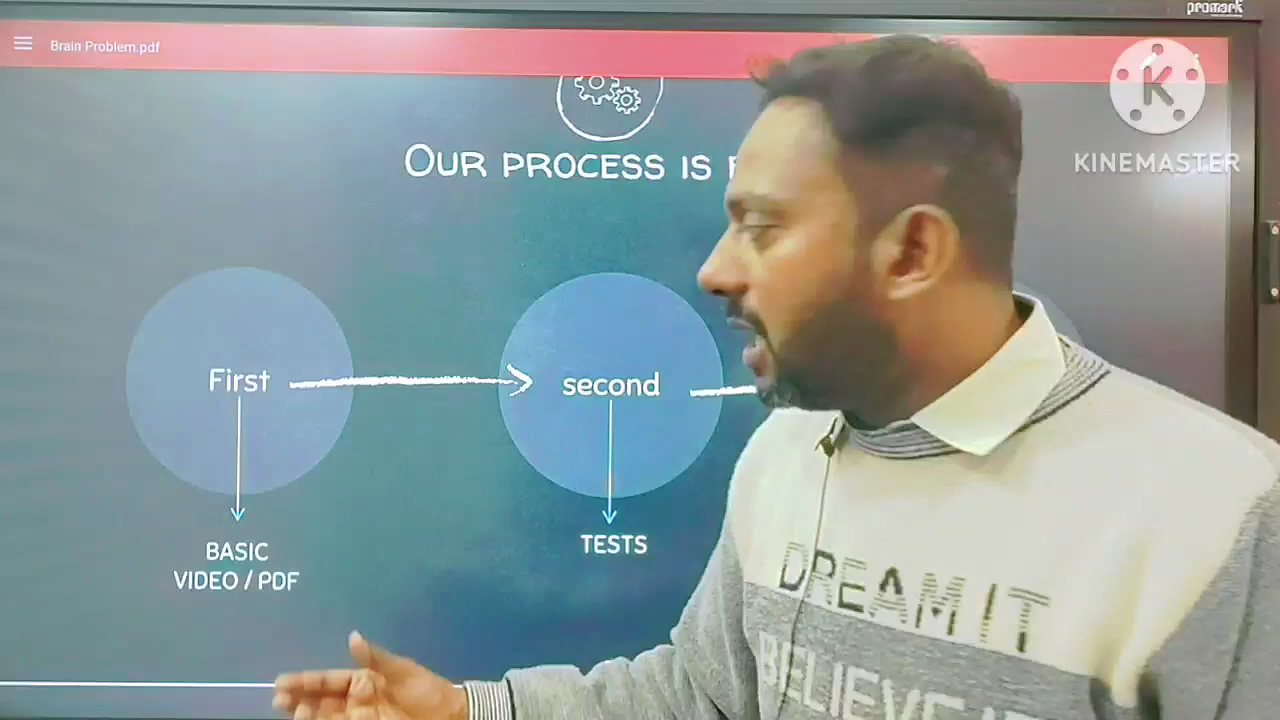 promark
Brain Problem.pdf
OUR PROCESS IS
KINEMASTER
First
second
BASIC
VIDEO / PDF
TESTS
DREAM IT
BELIEVE